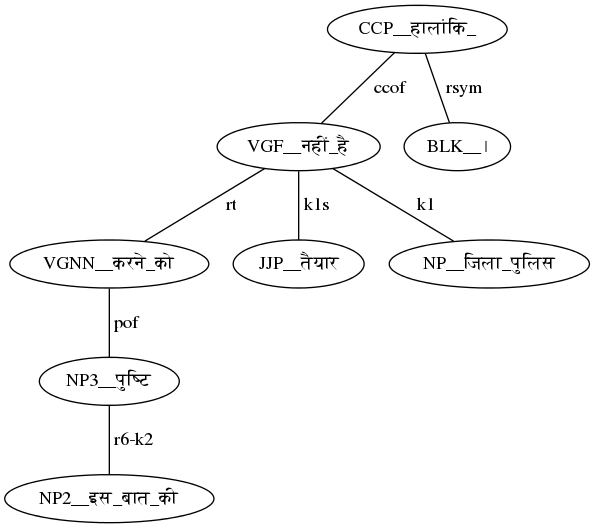 CCP__हालांकि_
ccof
rsym
VGF__नहीं_है
BLK__।
rt
k1s
k1
VGNN__करने_को
JJP__तैयार
NP__जिला_पुलिस
pof
NP3__पुष्टि
r6-k2
NP2__इस_बात_की